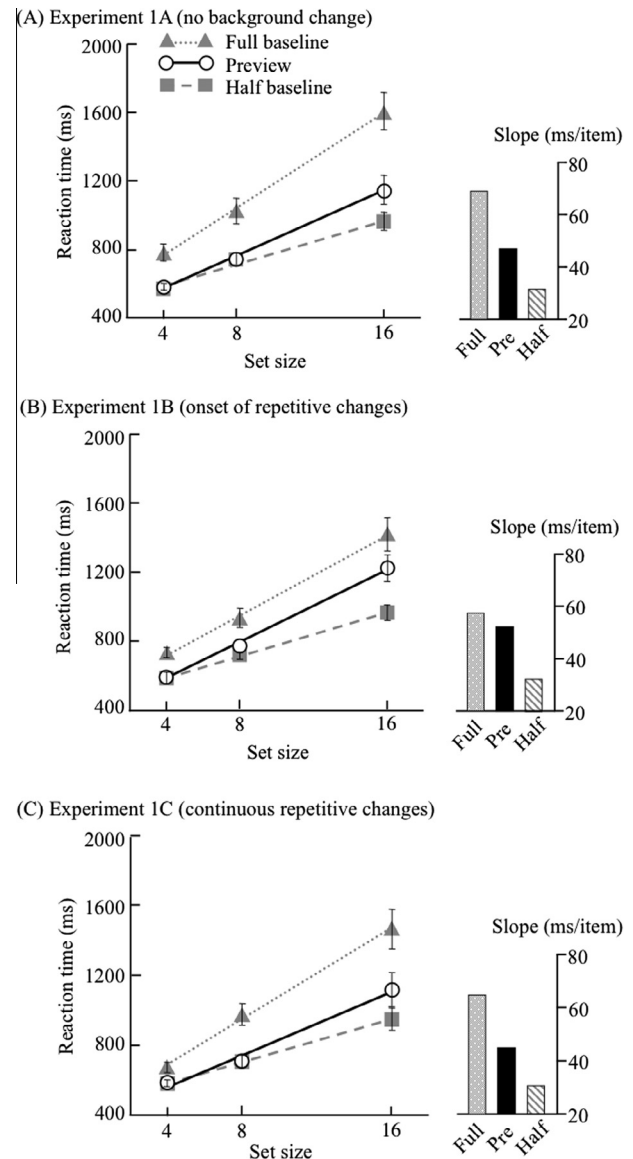 (A) Experiment 1A (no background change)
2000
1600
1200
800
400
Reaction time (ms)
Full baseline
Preview
Half baseline
4 8 16
Set size
Slope (ms/item)
80
60
40
20
Full Pre Half
(B) Experiment 1B (onset of repetitive changes)
2000
1600
1200
800
400
Reaction time (ms)
4 8 16
Set size
Slope (ms/item)
80
60
40
20
Full Pre Half
(C) Experiment 1C (continuous repetitive changes)
2000
1600
1200
800
400
Reaction time (ms)
4 8 16
Set size
Slope (ms/item)
80
60
40
20
Full Pre Half